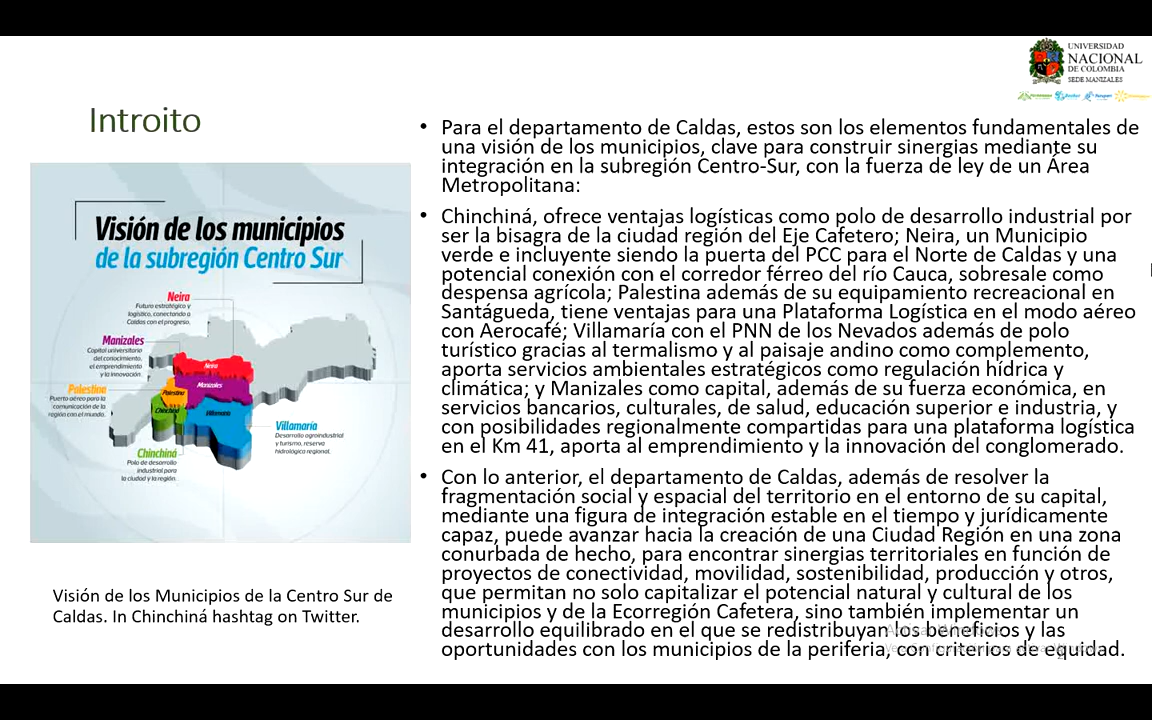 UNIVERSIDAD
NACIONAL
DE COLOMBIA
SEDE MANIZALES
Introito
Visión de los municipios
de la subregión Centro Sur
Neira
Futuro estratégico y
logístico, conectando a
Caldas con el progreso.
Manizales
Capital universitaria
del conocimiento,
el emprendimiento
y la innovación.
Palestina
Puerto aéreo para la
comunicación de la
región con el mundo.
Neira
Manizales
Palestina
Chinchiná
Villamaría
Villamaría
Desarrollo agroindustrial
y turismo, reserva
hidrológica regional.
Chinchiná
Polo de desarrollo
industrial para
la ciudad y la región.
Visión de los Municipios de la Centro Sur de
Caldas. In Chinchiná hashtag on Twitter.
• Para el departamento de Caldas, estos son los elementos fundamentales de
una visión de los municipios, clave para construir sinergias mediante su
integración en la subregión Centro-Sur, con la fuerza de ley de un Área
Metropolitana:
• Chinchiná, ofrece ventajas logísticas como polo de desarrollo industrial por
ser la bisagra de la ciudad región del Eje Cafetero; Neira, un Municipio
verde e incluyente siendo la puerta del PCC para el Norte de Caldas y una
potencial conexión con el corredor férreo del río Cauca, sobresale como
despensa agrícola; Palestina además de su equipamiento recreacional en
Santágueda, tiene ventajas para una Plataforma Logística en el modo aéreo
con Aerocafé; Villamaría con el PNN de los Nevados además de polo
turístico gracias al termalismo y al paisaje andino como complemento,
aporta servicios ambientales estratégicos como regulación hídrica y
climática; y Manizales como capital, además de su fuerza económica, en
servicios bancarios, culturales, de salud, educación superior e industria, y
con posibilidades regionalmente compartidas para una plataforma logística
en el Km 41, aporta al emprendimiento y la innovación del conglomerado.
• Con lo anterior, el departamento de Caldas, además de resolver la
fragmentación social y espacial del territorio en el entorno de su capital,
mediante una figura de integración estable en el tiempo y jurídicamente
capaz, puede avanzar hacia la creación de una Ciudad Región en una zona
conurbada de hecho, para encontrar sinergias territoriales en función de
proyectos de conectividad, movilidad, sostenibilidad, producción y otros,
que permitan no solo capitalizar el potencial natural y cultural de los
municipios y de la Ecorregión Cafetera, sino también implementar un
desarrollo equilibrado en el que se redistribuyan los beneficios y las
oportunidades con los municipios de la periferia, con criterios de equidad.
2